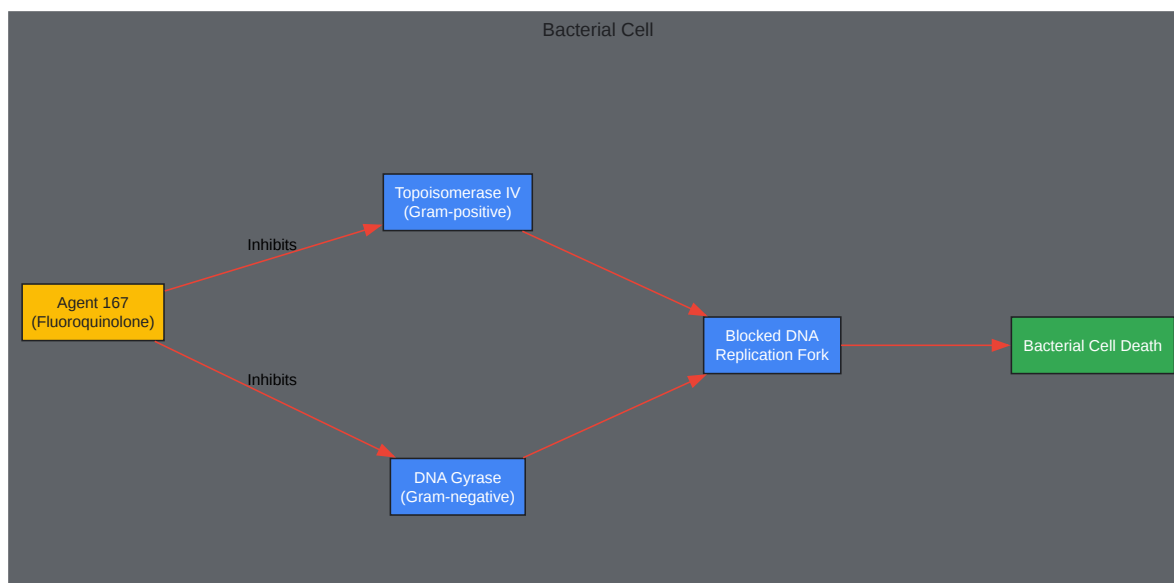 Bacterial Cell
Topoisomerase IV
(Gram-positive)
Inhibits
Agent 167
(Fluoroquinolone)
Blocked DNA
Replication Fork
Bacterial Cell Death
Inhibits
DNA Gyrase
(Gram-negative)